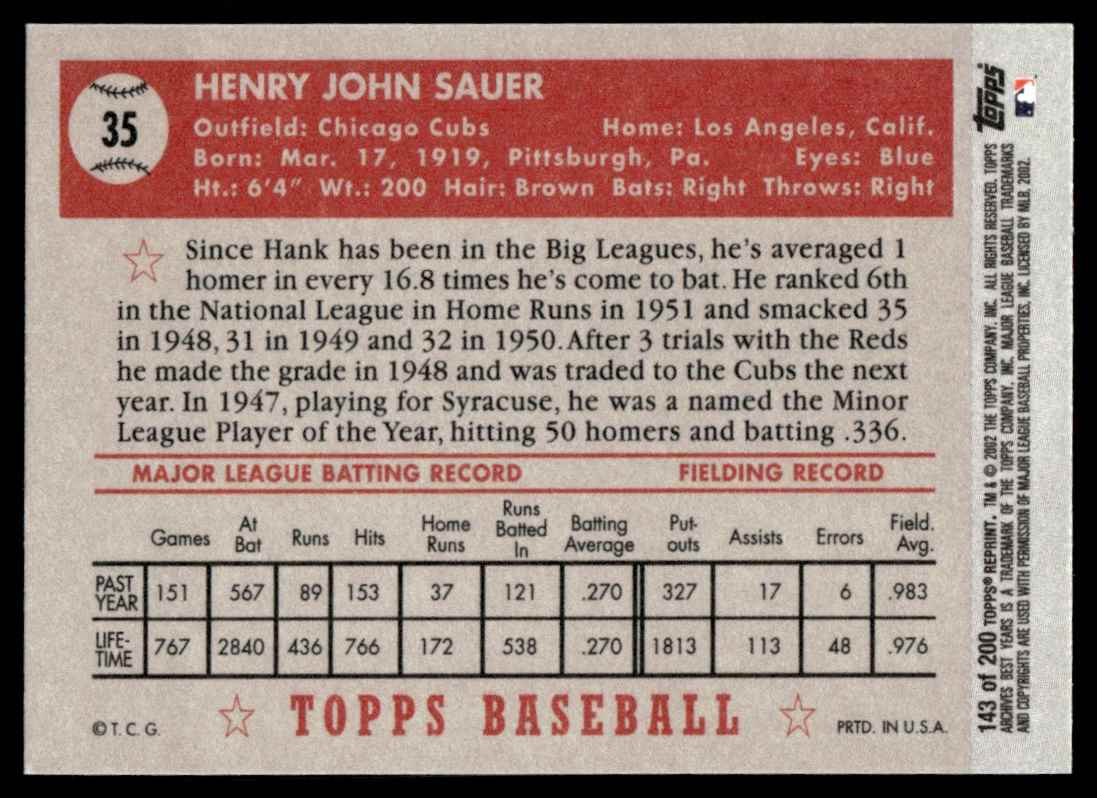 35
HENRY JOHN SAUER
Outfield: Chicago Cubs Home: Los Angeles, Calif.
Born: Mar. 17, 1919, Pittsburgh, Pa. Eyes: Blue
Ht.: 6'4" Wt.: 200 Hair: Brown Bats: Right Throws: Right
Since Hank has been in the Big Leagues, he's averaged 1
homer in every 16.8 times he's come to bat. He ranked 6th
in the National League in Home Runs in 1951 and smacked 35
in 1948, 31 in 1949 and 32 in 1950. After 3 trials with the Reds
he made the grade in 1948 and was traded to the Cubs the next
year. In 1947, playing for Syracuse, he was a named the Minor
League Player of the Year, hitting 50 homers and batting .336.
MAJOR LEAGUE BATTING RECORD FIELDING RECORD
Games At Bat Runs Hits Home Runs Runs Batted In Batting Average Put-outs Assists Errors Field. Avg.
PAST YEAR 151 567 89 153 37 121 .270 327 17 6 .983
LIFE-TIME 767 2840 436 766 172 538 .270 1813 113 48 .976
© T. C. G. TOPPS BASEBALL PRTD. IN U.S.A.
topps
143 of 200 TOPPS® REPRINT. TM & © 2002 THE TOPPS COMPANY, INC. ALL RIGHTS RESERVED. TOPPS
ARCHIVES BEST YEARS IS A TRADEMARK OF THE TOPPS COMPANY, INC. MAJOR LEAGUE BASEBALL TRADEMARKS
AND COPYRIGHTS ARE USED WITH PERMISSION OF MAJOR LEAGUE BASEBALL PROPERTIES, INC. LICENSED BY MLB, 2002.